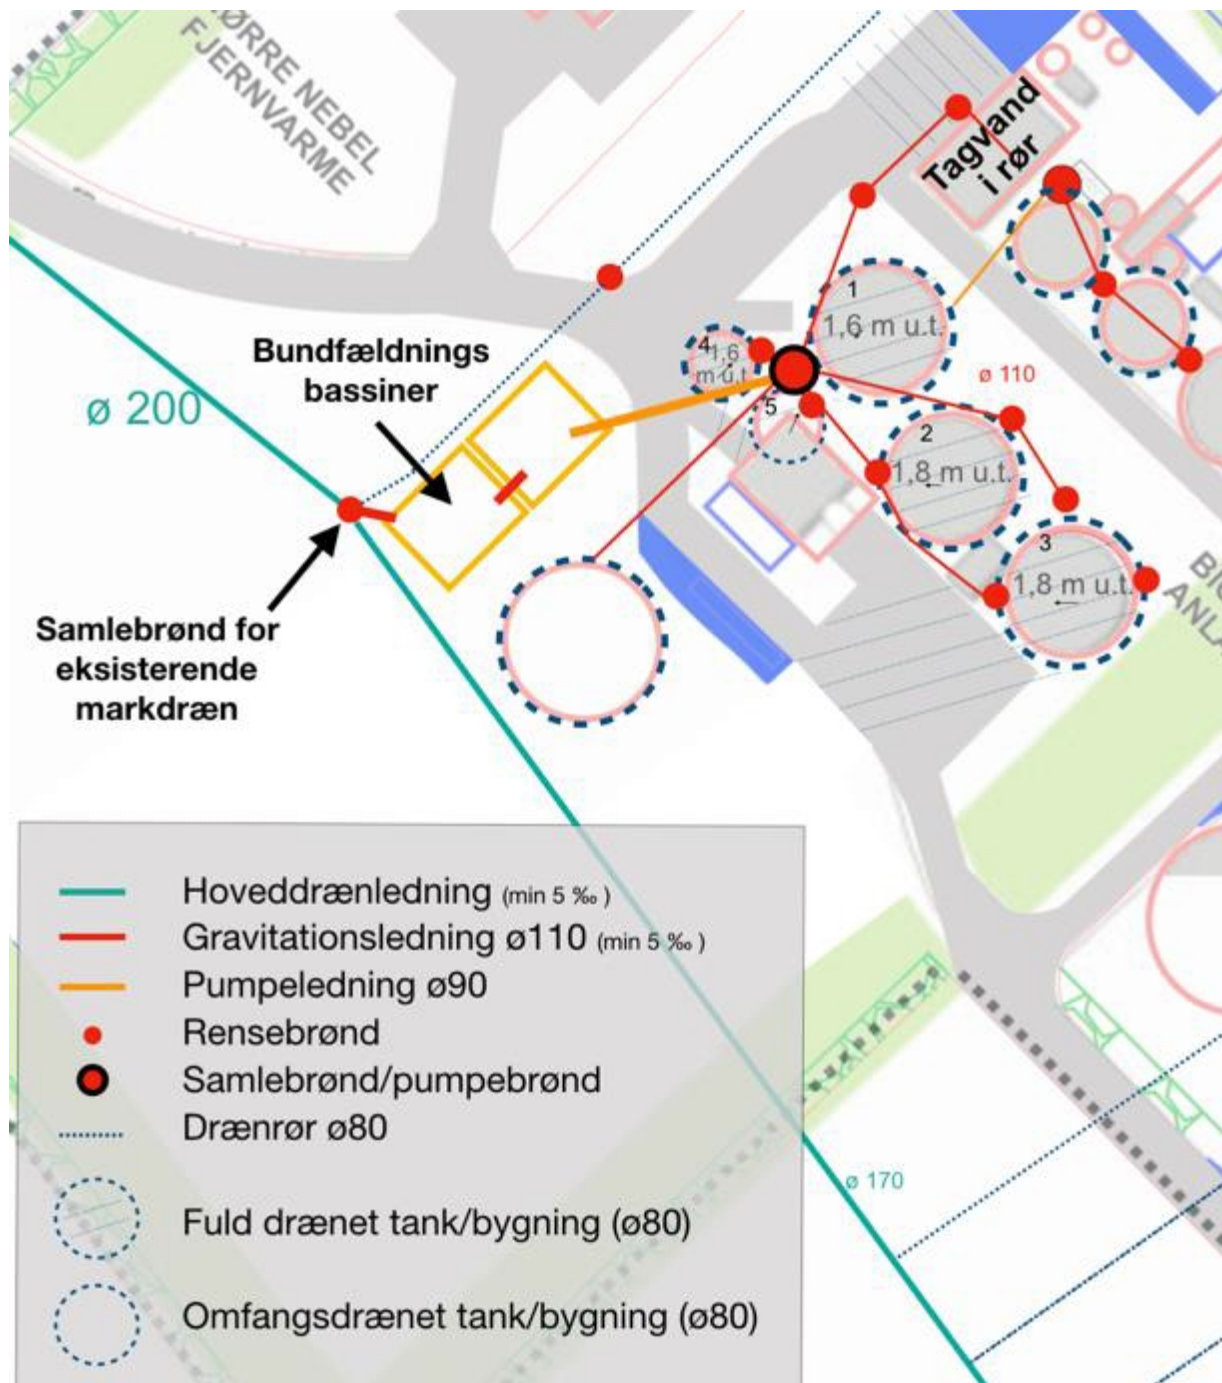 NØRRE NEBEL
FJERNVARME
Tagvand
i rør
1
1,6 m u.t.
4
1,6
m u.t
5
ø 110
2
1,8 m u.t.
3
1,8 m u.t.
Bundfældnings
bassiner
ø 200
Samlebrønd for
eksisterende
markdræn
Hoveddrænledning (min 5 ‰ )
Gravitationsledning ø110 (min 5 ‰ )
Pumpeledning ø90
Rensebrønd
Samlebrønd/pumpebrønd
Drænrør ø80
ø 170
Fuld drænet tank/bygning (ø80)
Omfangsdrænet tank/bygning (ø80)